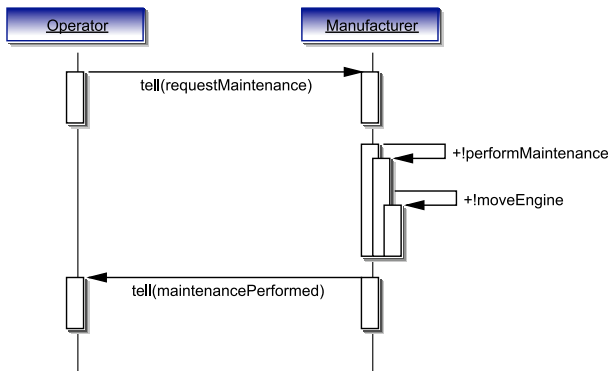 Operator
Manufacturer
tell(requestMaintenance)
+!performMaintenance
+!moveEngine
tell(maintenancePerformed)